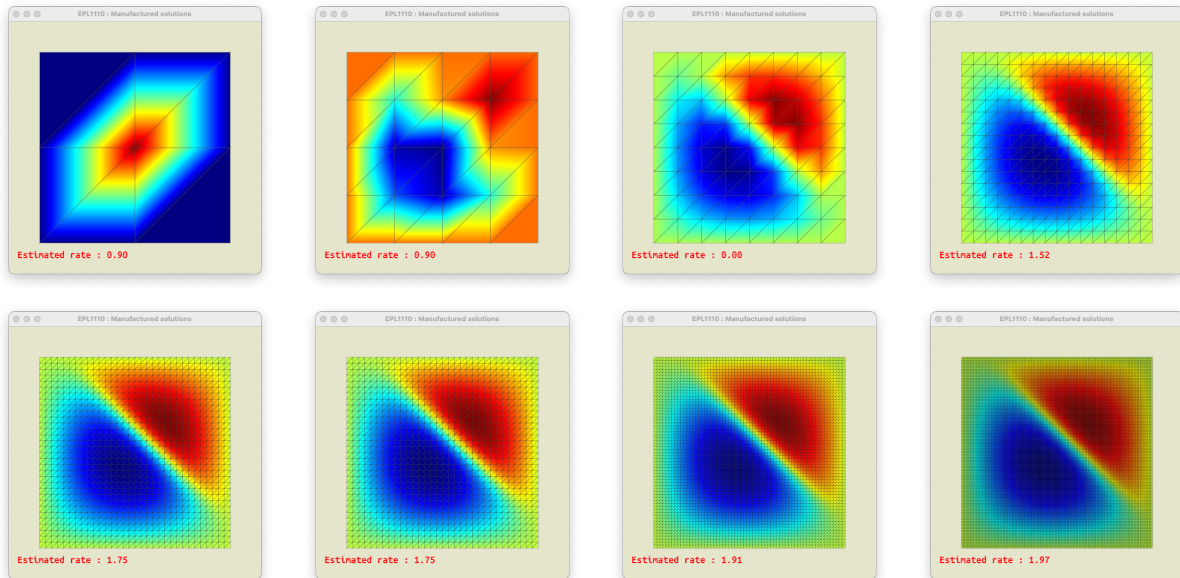 EPL1110 : Manufactured solutions
EPL1110 : Manufactured solutions
EPL1110 : Manufactured solutions
EPL1110 : Manufactured solutions
Estimated rate : 0.90
Estimated rate : 0.90
Estimated rate : 0.00
Estimated rate : 1.52
EPL1110 : Manufactured solutions
EPL1110 : Manufactured solutions
EPL1110 : Manufactured solutions
EPL1110 : Manufactured solutions
Estimated rate : 1.75
Estimated rate : 1.75
Estimated rate : 1.91
Estimated rate : 1.97